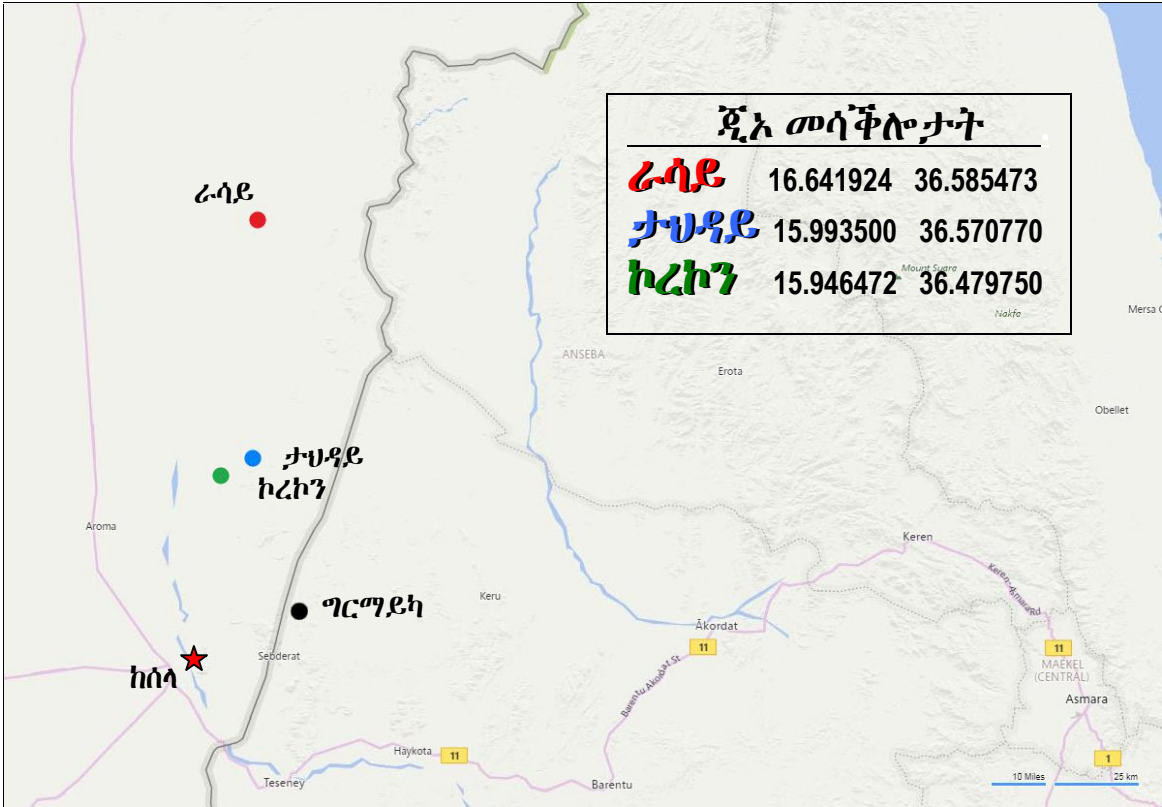 ጂኦ መሳቕሎታት
ራሳይ 16.641924 36.585473
ታህዳይ 15.993500 36.570770
ኮረኮን 15.946472 36.479750
Mount Suara
Nakfa
ራሳይ
Mersa G
ANSEBA
Erota
Obellet
ታህዳይ
ኮረኮን
Aroma
Keren
Keren-Asmara Rd
Keru
ግርማይካ
Ākordat
11
Sebderat
ከሰላ
Barentu Akordat St
11
MAEKEL
(CENTRAL)
Asmara
Haykota
11
1
Teseney
Barentu
10 Miles
25 km